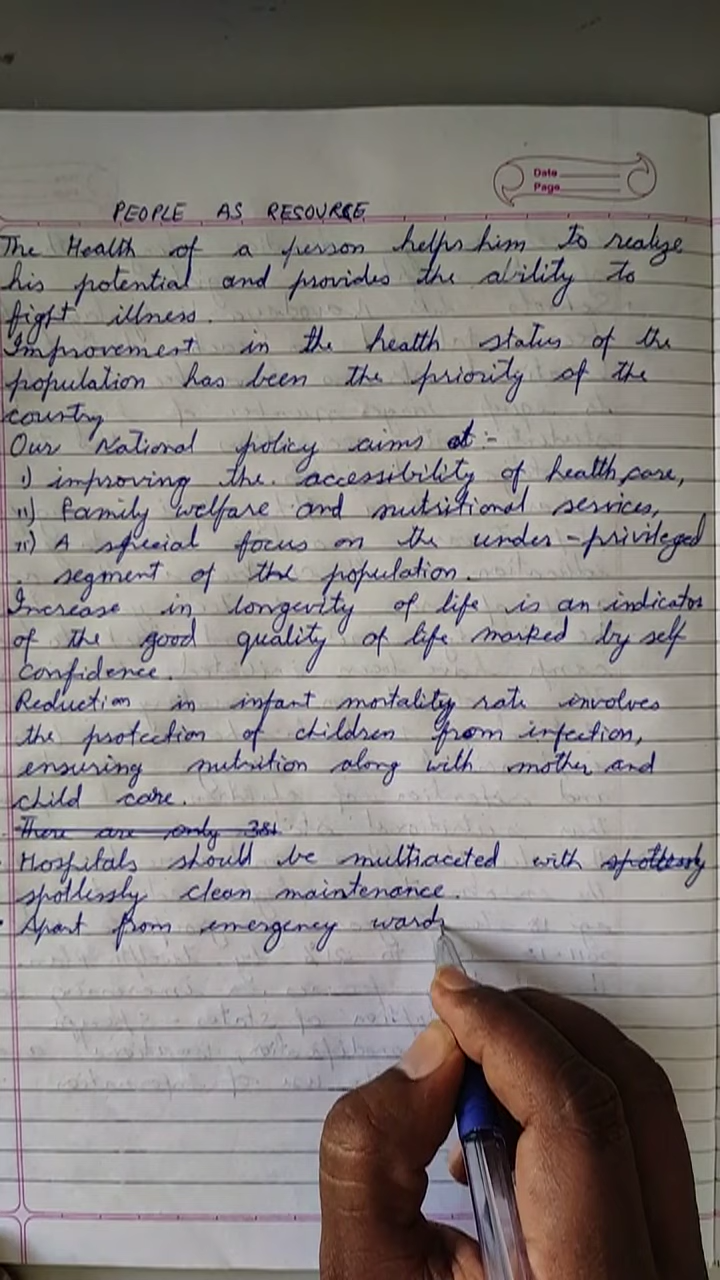 Date
Page
PEOPLE AS RESOURCE
The Health of a person helps him to realize
his potential and provides the ability to
fight illness.
Improvement in the health status of the
population has been the priority of the
country
Our National policy aims at :-
i) improving the accessibility of health care,
ii) Family welfare and nutritional services,
iii) A special focus on the under-privileged
segment of the population.
Increase in longevity of life is an indicator
of the good quality of life marked by self
confidence.
Reduction in infant mortality rate involves
the protection of children from infection,
ensuring nutrition along with mother and
child care.
There are only 381
Hospitals should be multiaceted with spotlessly
spotlessly clean maintenance.
Apart from emergency wards